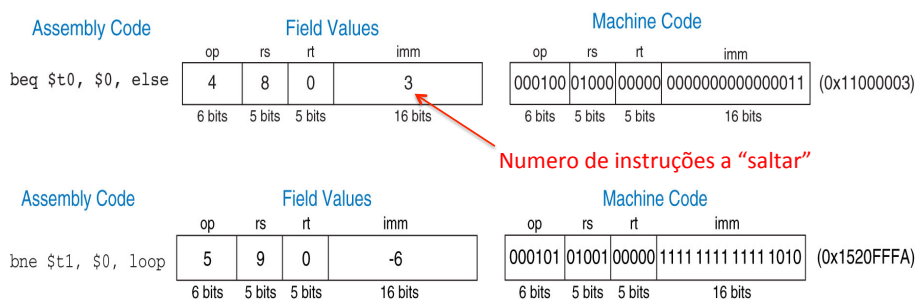 Assembly Code Field Values Machine Code
op rs rt imm op rs rt imm
beq $t0, $0, else 4 8 0 3 000100 01000 00000 0000000000000011 (0x11000003)
6 bits 5 bits 5 bits 16 bits 6 bits 5 bits 5 bits 16 bits
Numero de instruções a “saltar”
Assembly Code Field Values Machine Code
op rs rt imm op rs rt imm
bne $t1, $0, loop 5 9 0 -6 000101 01001 00000 1111 1111 1111 1010 (0x1520FFFA)
6 bits 5 bits 5 bits 16 bits 6 bits 5 bits 5 bits 16 bits